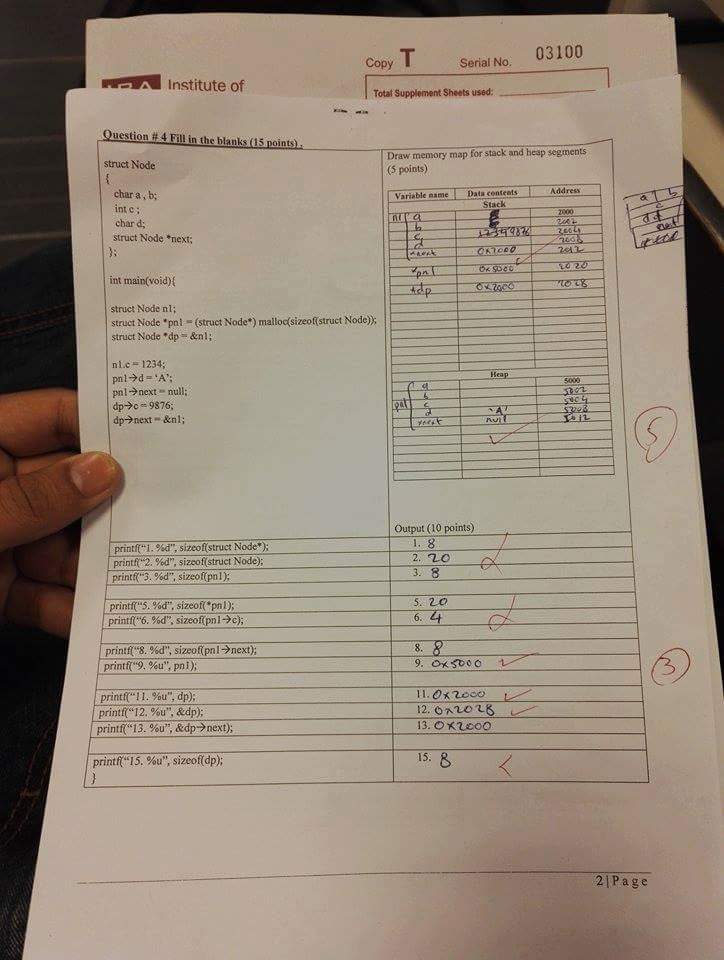 Copy T Serial No. 03100
IBA Institute of
Total Supplement Sheets used:
Question # 4 Fill in the blanks (15 points) .
struct Node
{
char a , b;
int c ;
char d;
struct Node *next;
};
int main(void){
struct Node n1;
struct Node *pn1 = (struct Node*) malloc(sizeof(struct Node));
struct Node *dp = &n1;
n1.c = 1234;
pn1→d = ‘A’;
pn1→next = null;
dp→c = 9876;
dp→next = &n1;
Draw memory map for stack and heap segments
(5 points)
Variable name Data contents Address
Stack
n1 a 2000
b 2002
c 9876 2004
d 2008
*next 0x2000 2012
*pn1 0x5000 2020
*dp 0x2000 2028
Heap
pn1 a 5000
b 5002
c 5004
d 'A' 5008
*next null 5012
a b
c
d
5
Output (10 points)
printf(“1. %d”, sizeof(struct Node*); 1. 8
printf(“2. %d”, sizeof(struct Node); 2. 20
printf(“3. %d”, sizeof(pn1); 3. 8
printf(“5. %d”, sizeof(*pn1); 5. 20
printf(“6. %d”, sizeof(pn1→c); 6. 4
printf(“8. %d”, sizeof(pn1→next); 8. 8
printf(“9. %u”, pn1); 9. 0x5000
3
printf(“11. %u”, dp); 11. 0x2000
printf(“12. %u”, &dp); 12. 0x2028
printf(“13. %u”, &dp→next); 13. 0x2000
printf(“15. %u”, sizeof(dp); 15. 8
}
2 | Page